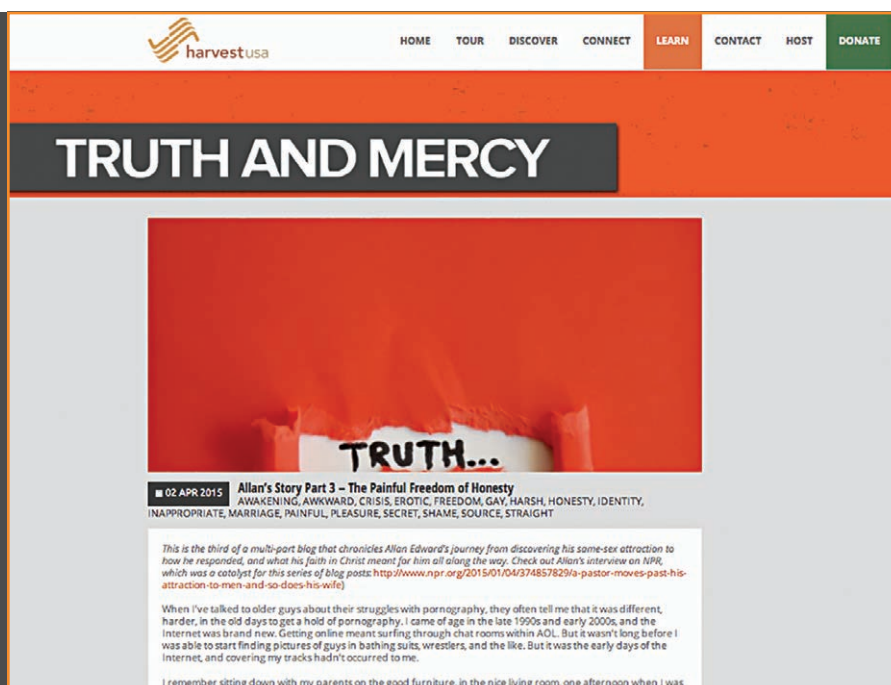 harvestusa
HOME TOUR DISCOVER CONNECT LEARN CONTACT HOST DONATE
TRUTH AND MERCY
TRUTH...
02 APR 2015 Allan's Story Part 3 – The Painful Freedom of Honesty
AWAKENING, AWKWARD, CRISIS, EROTIC, FREEDOM, GAY, HARSH, HONESTY, IDENTITY,
INAPPROPRIATE, MARRIAGE, PAINFUL, PLEASURE, SECRET, SHAME, SOURCE, STRAIGHT
This is the third of a multi-part blog that chronicles Allan Edward's journey from discovering his same-sex attraction to
how he responded, and what his faith in Christ meant for him all along the way. Check out Allan's interview on NPR,
which was a catalyst for this series of blog posts: http://www.npr.org/2015/01/04/374857829/a-pastor-moves-past-his-
attraction-to-men-and-so-does-his-wife)
When I've talked to older guys about their struggles with pornography, they often tell me that it was different,
harder, in the old days to get a hold of pornography. I came of age in the late 1990s and early 2000s, and the
Internet was brand new. Getting online meant surfing through chat rooms within AOL. But it wasn't long before I
was able to start finding pictures of guys in bathing suits, wrestlers, and the like. But it was the early days of the
Internet, and covering my tracks hadn't occurred to me.
I remember sitting down with my parents on the good furniture, in the nice living room, one afternoon when I was